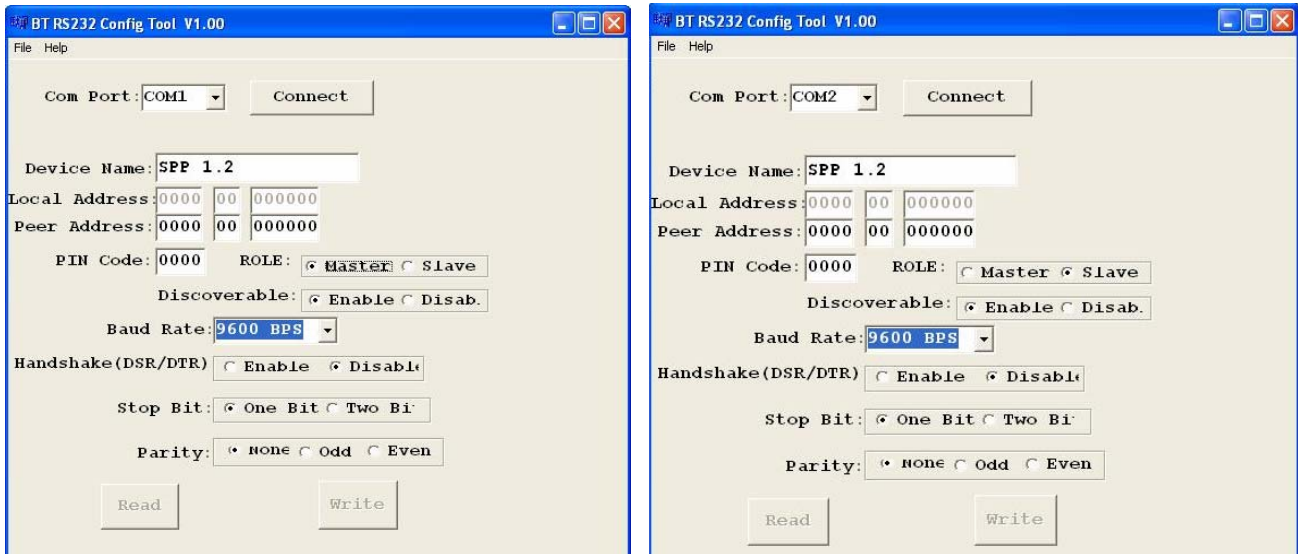 BT RS232 Config Tool V1.00
File Help
Com Port: COM1 Connect
Device Name: SPP 1.2
Local Address: 0000 00 000000
Peer Address: 0000 00 000000
PIN Code: 0000 ROLE: Master Slave
Discoverable: Enable Disab.
Baud Rate: 9600 BPS
Handshake(DSR/DTR) Enable Disable
Stop Bit: One Bit Two Bi
Parity: None Odd Even
Read Write
BT RS232 Config Tool V1.00
File Help
Com Port: COM2 Connect
Device Name: SPP 1.2
Local Address: 0000 00 000000
Peer Address: 0000 00 000000
PIN Code: 0000 ROLE: Master Slave
Discoverable: Enable Disab.
Baud Rate: 9600 BPS
Handshake(DSR/DTR) Enable Disable
Stop Bit: One Bit Two Bi
Parity: None Odd Even
Read Write